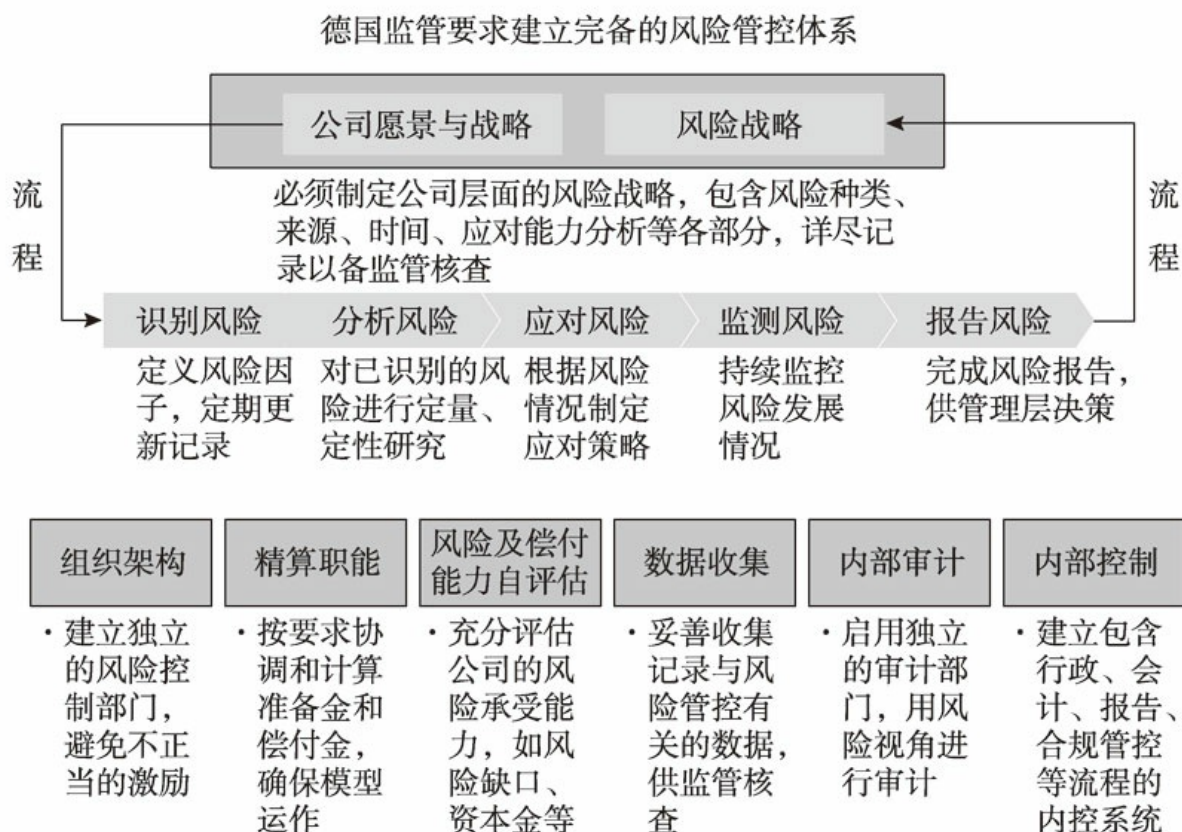 德国监管要求建立完备的风险管控体系
公司愿景与战略
风险战略
流
程
流
程
必须制定公司层面的风险战略，包含风险种类、
来源、时间、应对能力分析等各部分，详尽记
录以备监管核查
识别风险
分析风险
应对风险
监测风险
报告风险
定义风险因
子，定期更
新记录
对已识别的风
险进行定量、
定性研究
根据风险
情况制定
应对策略
持续监控
风险发展
情况
完成风险报告，
供管理层决策
组织架构
· 建立独立
的风险控
制部门，
避免不正
当的激励
精算职能
· 按要求协
调和计算
准备金和
偿付金，
确保模型
运作
风险及偿付
能力自评估
· 充分评估
公司的风
险承受能
力，如风
险缺口、
资本金等
数据收集
· 妥善收集
记录与风
险管控有
关的数据，
供监管核
查
内部审计
· 启用独立
的审计部
门，用风
险视角进
行审计
内部控制
· 建立包含
行政、会
计、报告、
合规管控
等流程的
内控系统